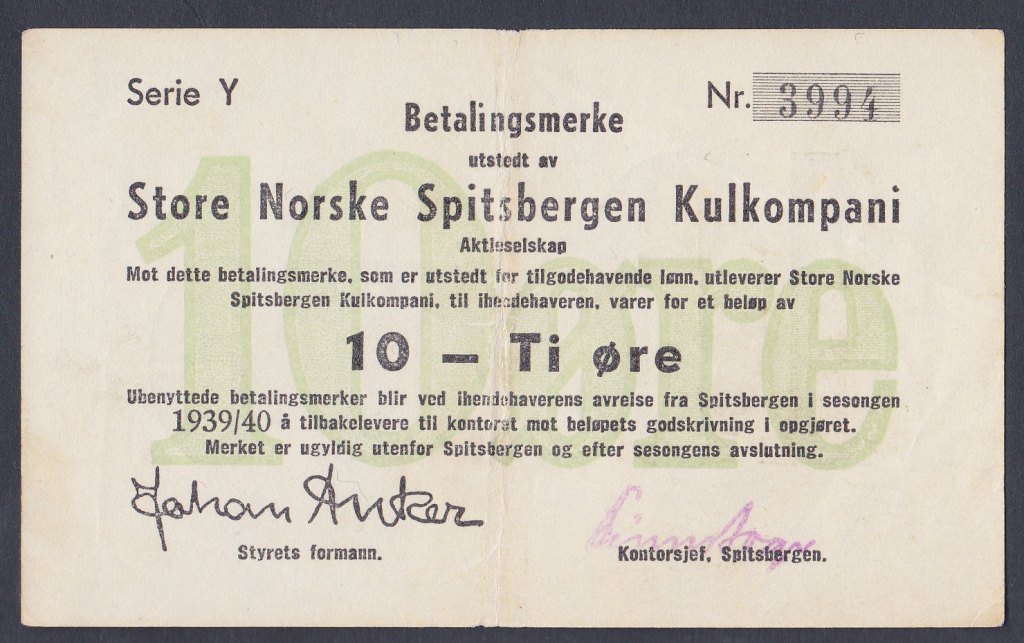 Serie Y
Nr. 3994
Betalingsmerke
utstedt av
Store Norske Spitsbergen Kulkompani
Aktieselskap
Mot dette betalingsmerke, som er utstedt for tilgodehavende lønn, utleverer Store Norske
Spitsbergen Kulkompani, til ihendehaveren, varer for et beløp av
10 — Ti øre
Ubenyttede betalingsmerker blir ved ihendehaverens avreise fra Spitsbergen i sesongen
1939/40 å tilbakelevere til kontoret mot beløpets godskrivning i opgjøret.
Merket er ugyldig utenfor Spitsbergen og efter sesongens avslutning.
10 øre
Johan Anker
Styrets formann.
Kontorsjef, Spitsbergen.